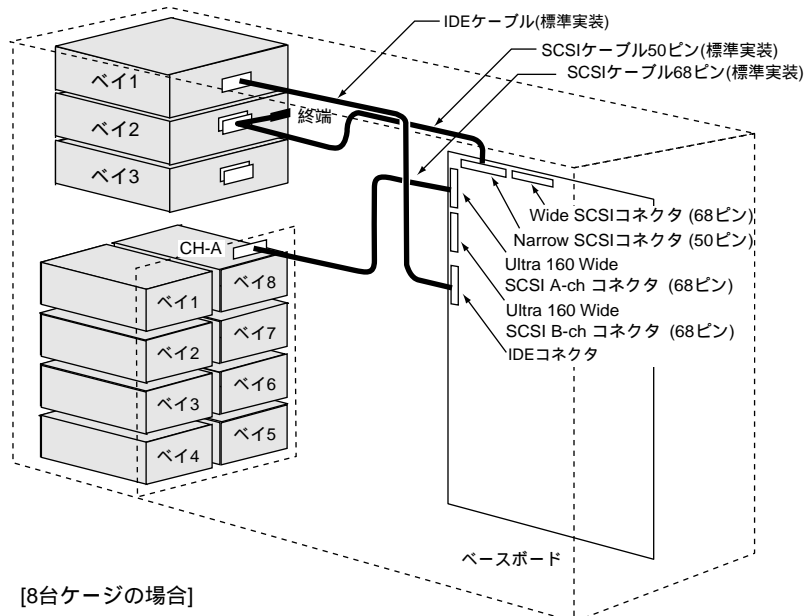 IDEケーブル(標準実装)
SCSIケーブル50ピン(標準実装)
SCSIケーブル68ピン(標準実装)
ベイ1
ベイ2
終端
ベイ3
Wide SCSIコネクタ (68ピン)
Narrow SCSIコネクタ (50ピン)
Ultra 160 Wide
SCSI A-ch コネクタ (68ピン)
Ultra 160 Wide
SCSI B-ch コネクタ (68ピン)
IDEコネクタ
CH-A
ベイ1
ベイ8
ベイ2
ベイ7
ベイ3
ベイ6
ベイ4
ベイ5
ベースボード
[8台ケージの場合]